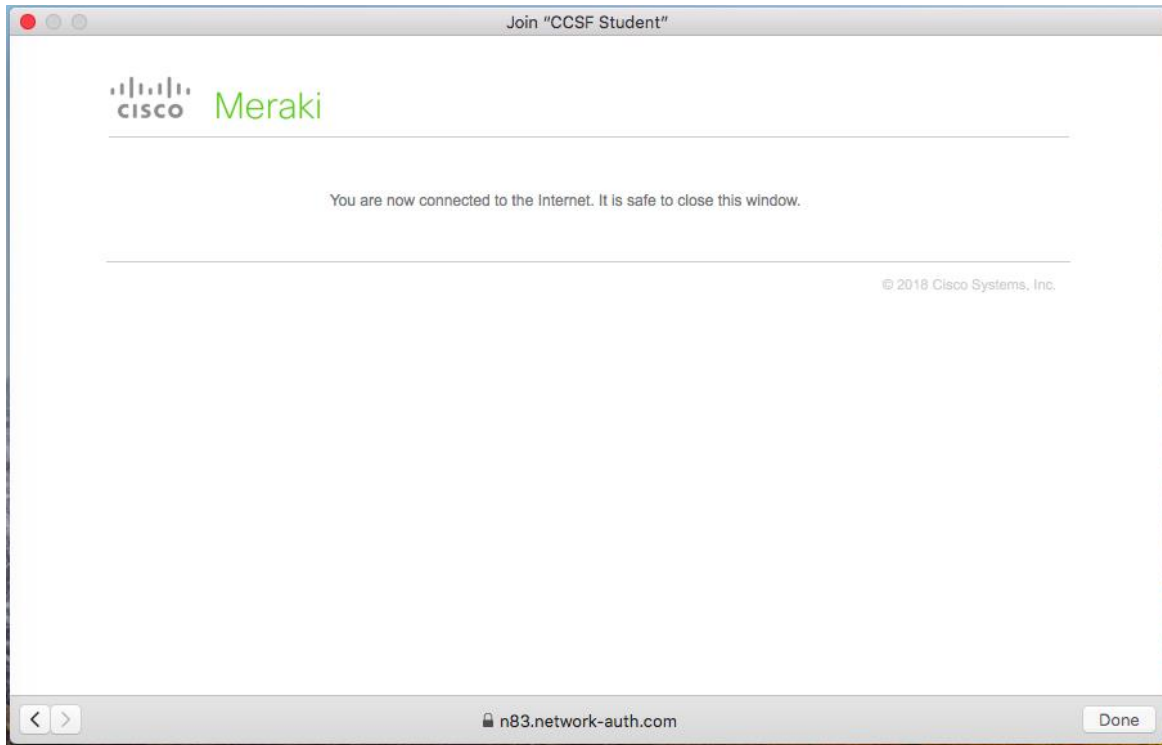 Join "CCSF Student"
cisco Meraki
You are now connected to the Internet. It is safe to close this window.
© 2018 Cisco Systems, Inc.
n83.network-auth.com
Done